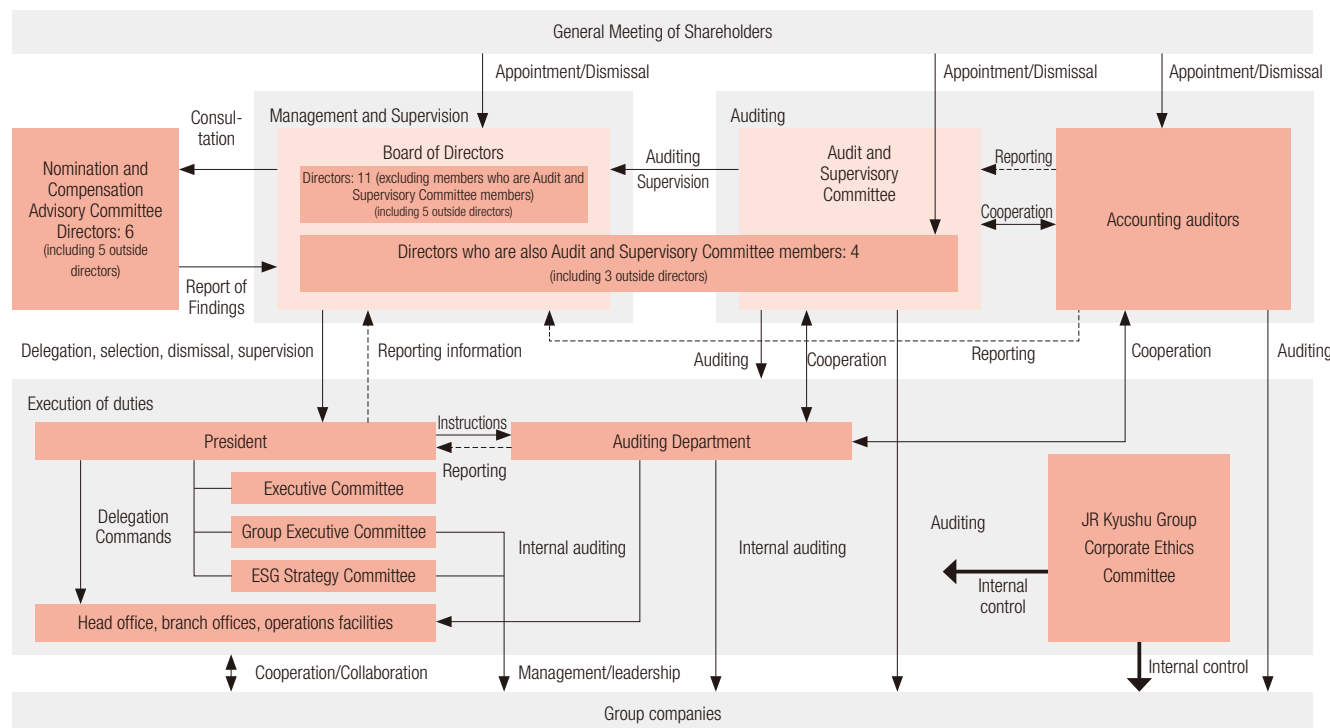 General Meeting of Shareholders
Appointment/Dismissal
Appointment/Dismissal
Appointment/Dismissal
Consul-
tation
Management and Supervision
Auditing
Nomination and
Compensation
Advisory Committee
Directors: 6
(including 5 outside
directors)
Board of Directors
Directors: 11 (excluding members who are Audit and
Supervisory Committee members)
(including 5 outside directors)
Auditing
Supervision
Audit and
Supervisory
Committee
Reporting
Cooperation
Accounting auditors
Directors who are also Audit and Supervisory Committee members: 4
(including 3 outside directors)
Report of
Findings
Delegation, selection, dismissal, supervision
Reporting information
Auditing
Cooperation
Reporting
Cooperation
Auditing
Execution of duties
President
Instructions
Reporting
Auditing Department
Executive Committee
Delegation
Commands
Group Executive Committee
Internal auditing
Internal auditing
ESG Strategy Committee
Auditing
JR Kyushu Group
Corporate Ethics
Committee
Internal
control
Head office, branch offices, operations facilities
Cooperation/Collaboration
Management/leadership
Internal control
Group companies